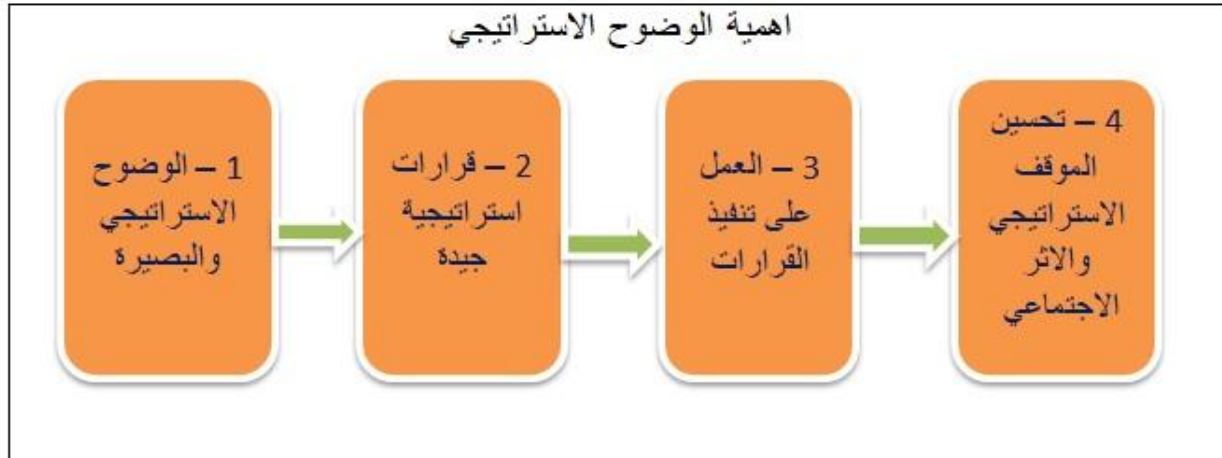 اهمية الوضوح الاستراتيجي
1 – الوضوح
الاستراتيجي
والبصيرة
2 – قرارات
استراتيجية
جيدة
3 – العمل
على تنفيذ
القرارات
4 – تحسين
الموقف
الاستراتيجي
والاثر
الاجتماعي